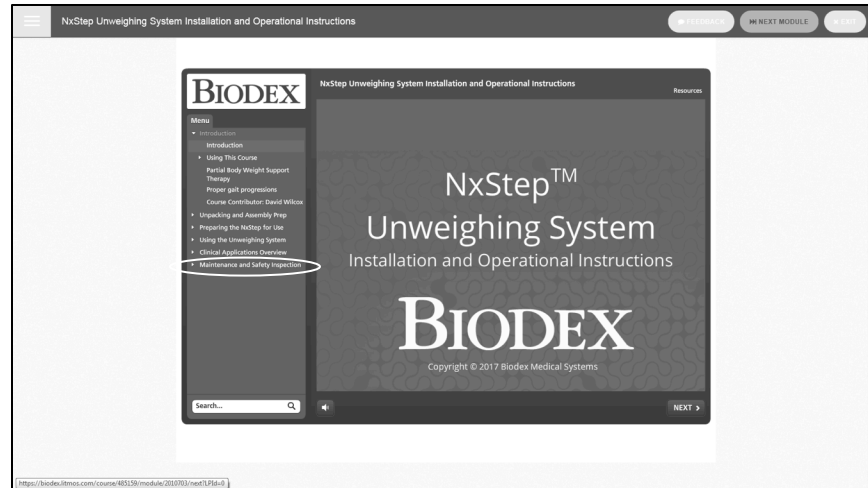 NxStep Unweighing System Installation and Operational Instructions
FEEDBACK
NEXT MODULE
EXIT
BIODEX
NxStep Unweighing System Installation and Operational Instructions
Resources
Menu
Introduction
Introduction
Using This Course
Partial Body Weight Support
Therapy
Proper gait progressions
Course Contributor: David Wilcox
Unpacking and Assembly Prep
Preparing the NxStep for Use
Using the Unweighing System
Clinical Applications Overview
Maintenance and Safety Inspection
Search...
NxStep™
Unweighing System
Installation and Operational Instructions
BIODEX
Copyright © 2017 Biodex Medical Systems
NEXT >
https://biodex.litmos.com/course/485159/module/2010703/next?LPId=0